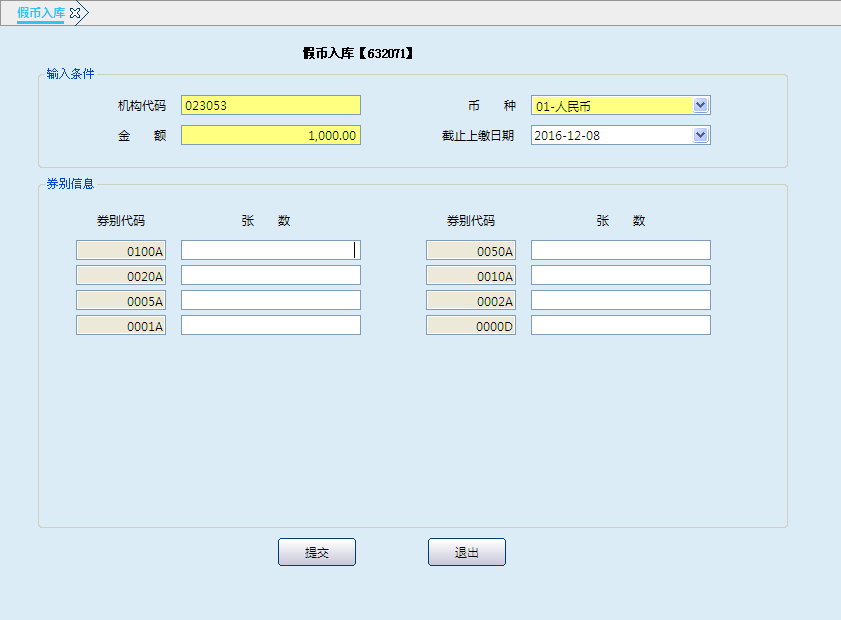 假币入库
假币入库【632071】
输入条件
机构代码 023053 币 种 01-人民币
金 额 1,000.00 截止上缴日期 2016-12-08
券别信息
券别代码 张 数 券别代码 张 数
0100A 0050A
0020A 0010A
0005A 0002A
0001A 0000D
提交 退出